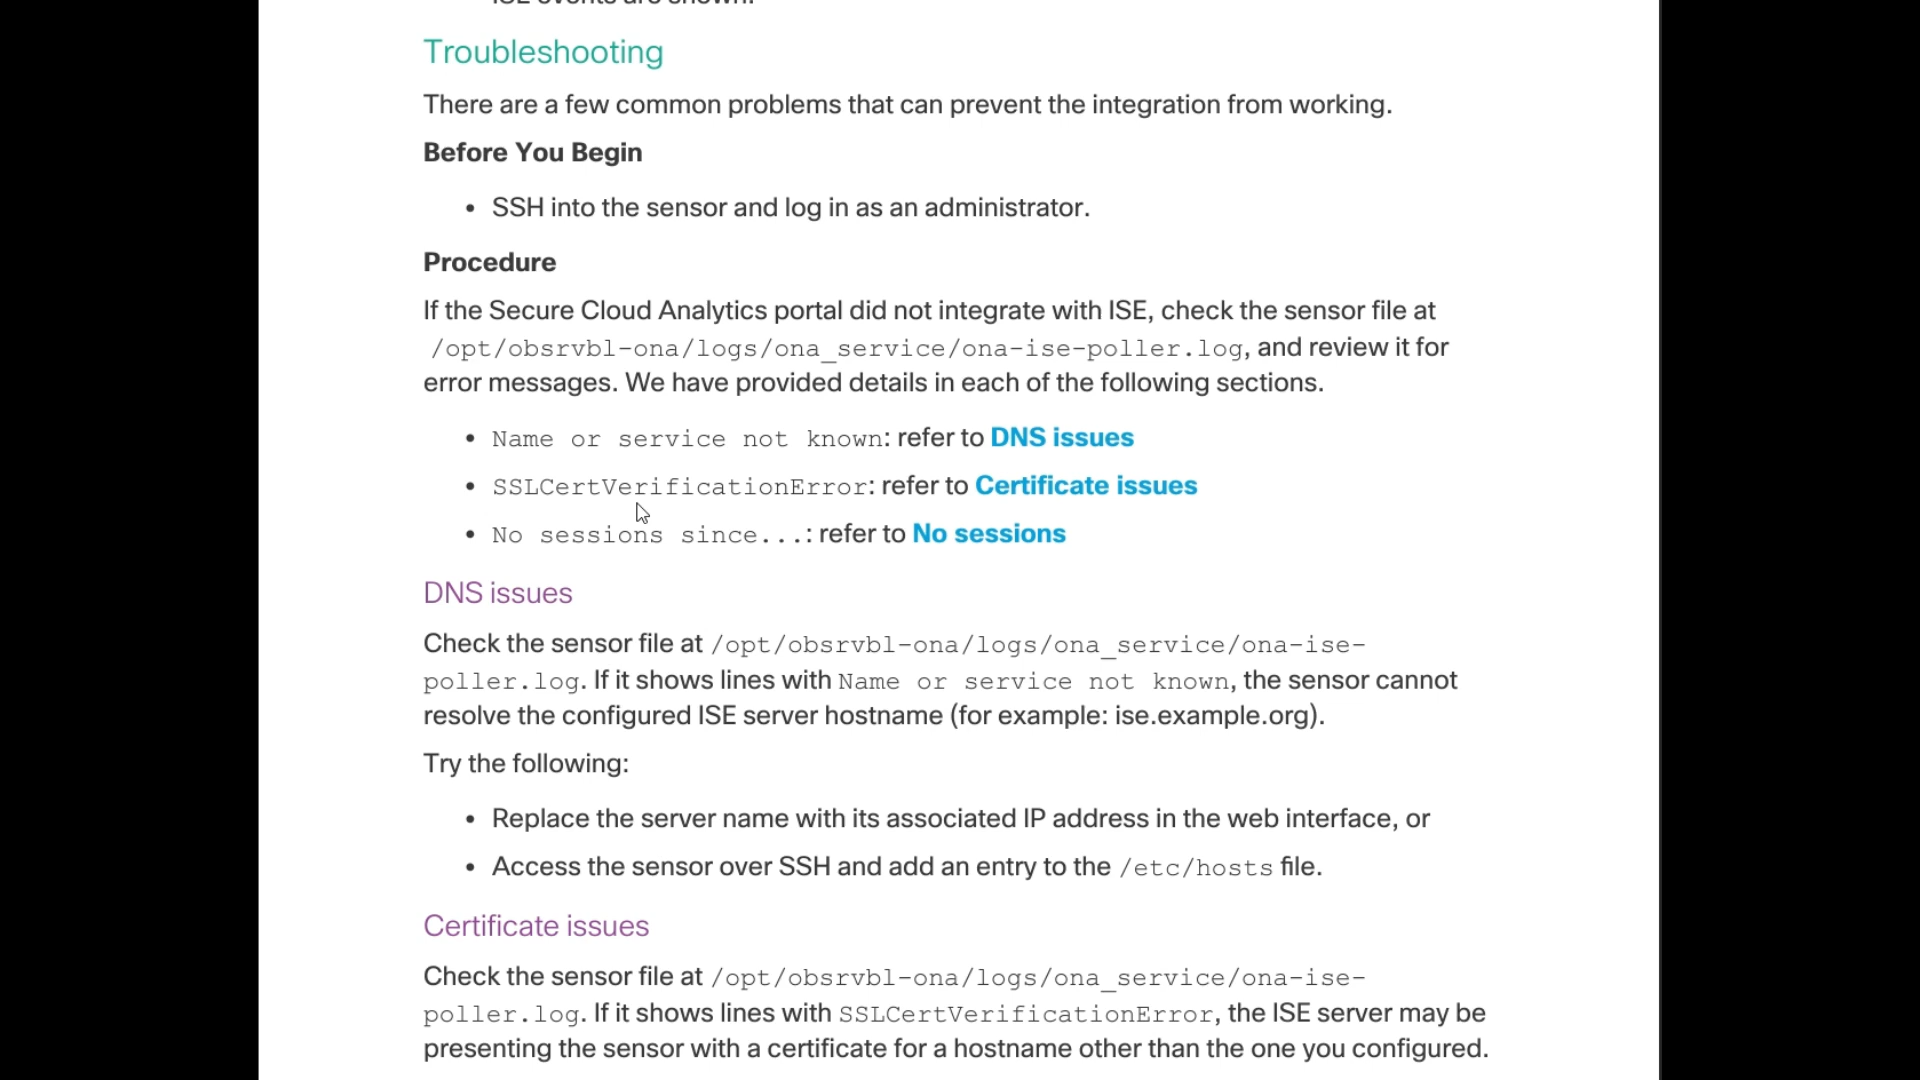 ISE events are shown.
Troubleshooting
There are a few common problems that can prevent the integration from working.
Before You Begin
• SSH into the sensor and log in as an administrator.
Procedure
If the Secure Cloud Analytics portal did not integrate with ISE, check the sensor file at
/opt/obsrvbl-ona/logs/ona_service/ona-ise-poller.log, and review it for
error messages. We have provided details in each of the following sections.
• Name or service not known: refer to DNS issues
• SSLCertVerificationError: refer to Certificate issues
• No sessions since...: refer to No sessions
DNS issues
Check the sensor file at /opt/obsrvbl-ona/logs/ona_service/ona-ise-
poller.log. If it shows lines with Name or service not known, the sensor cannot
resolve the configured ISE server hostname (for example: ise.example.org).
Try the following:
• Replace the server name with its associated IP address in the web interface, or
• Access the sensor over SSH and add an entry to the /etc/hosts file.
Certificate issues
Check the sensor file at /opt/obsrvbl-ona/logs/ona_service/ona-ise-
poller.log. If it shows lines with SSLCertVerificationError, the ISE server may be
presenting the sensor with a certificate for a hostname other than the one you configured.